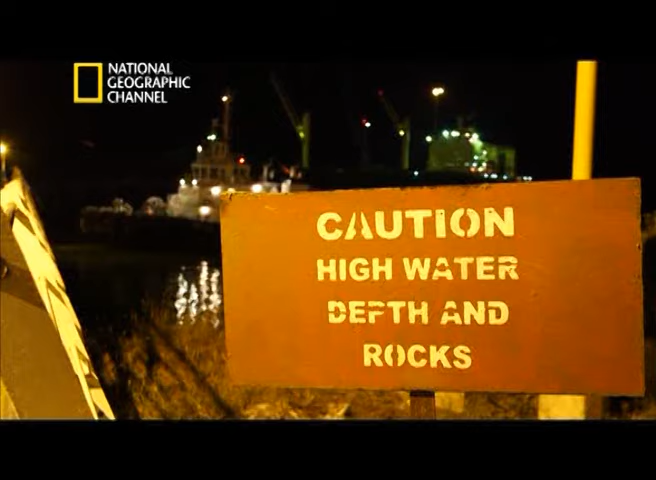 NATIONAL
GEOGRAPHIC
CHANNEL
CAUTION
HIGH WATER
DEPTH AND
ROCKS